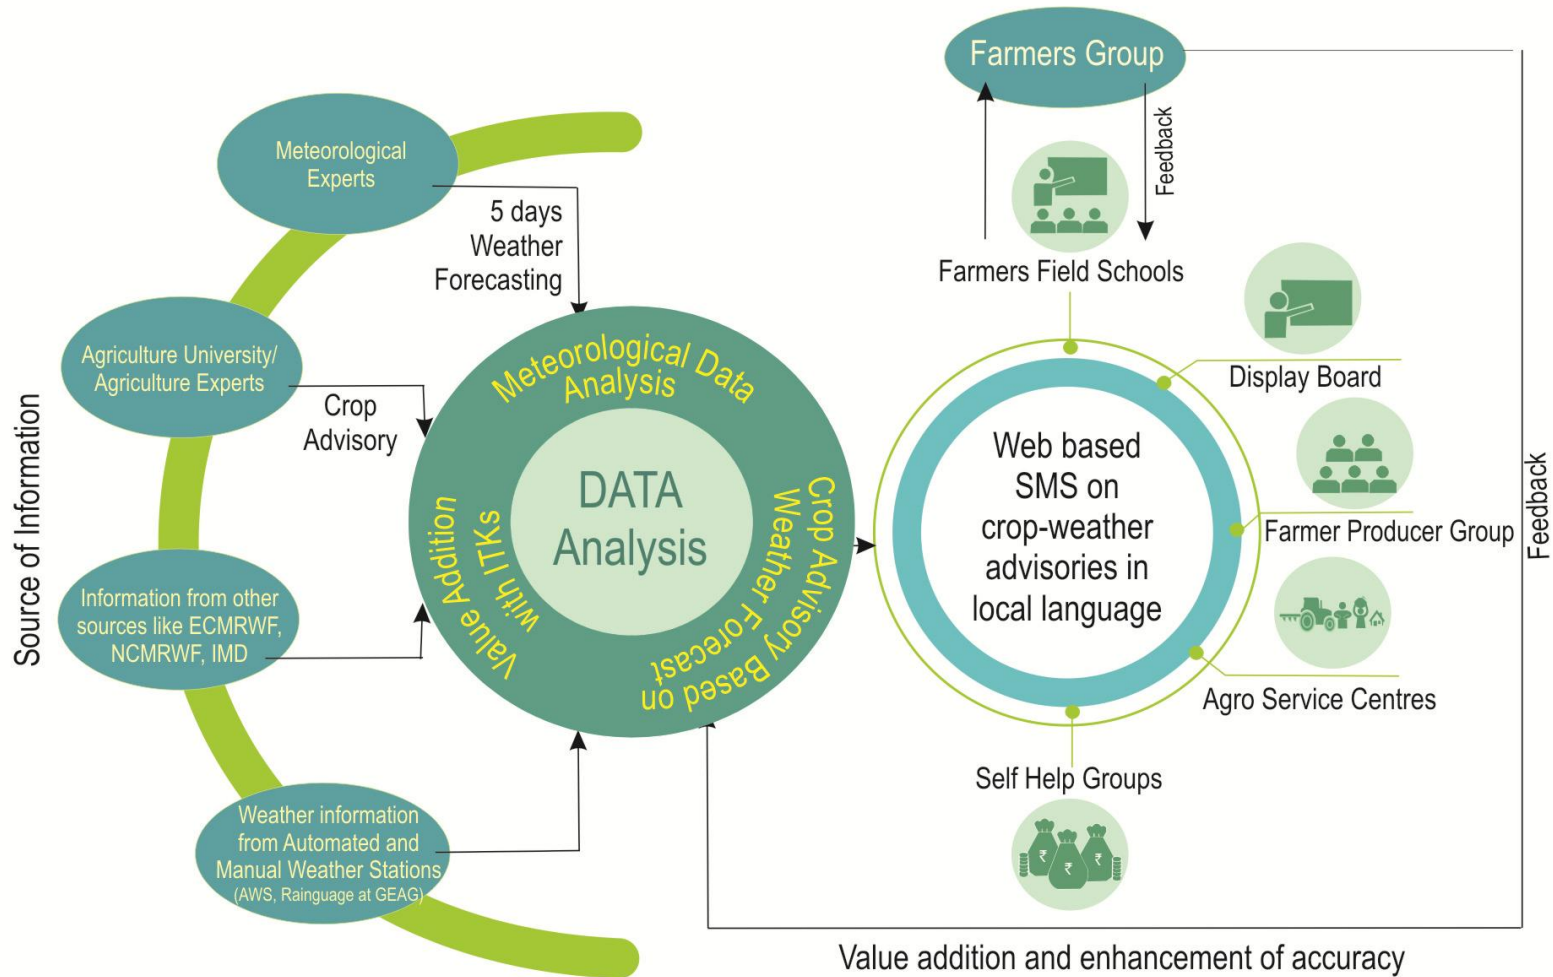 Source of Information
Meteorological
Experts
Agriculture University/
Agriculture Experts
Information from other
sources like ECMRWF,
NCMRWF, IMD
Weather information
from Automated and
Manual Weather Stations
(AWS, Rainguage at GEAG)
5 days
Weather
Forecasting
Crop
Advisory
Meteorological Data
Analysis
Value Addition
with ITKs
Crop Advisory Based on
Weather Forecast
DATA
Analysis
Farmers Group
Feedback
Farmers Field Schools
Web based
SMS on
crop-weather
advisories in
local language
Display Board
Farmer Producer Group
Agro Service Centres
Self Help Groups
₹
₹
₹
Feedback
Value addition and enhancement of accuracy